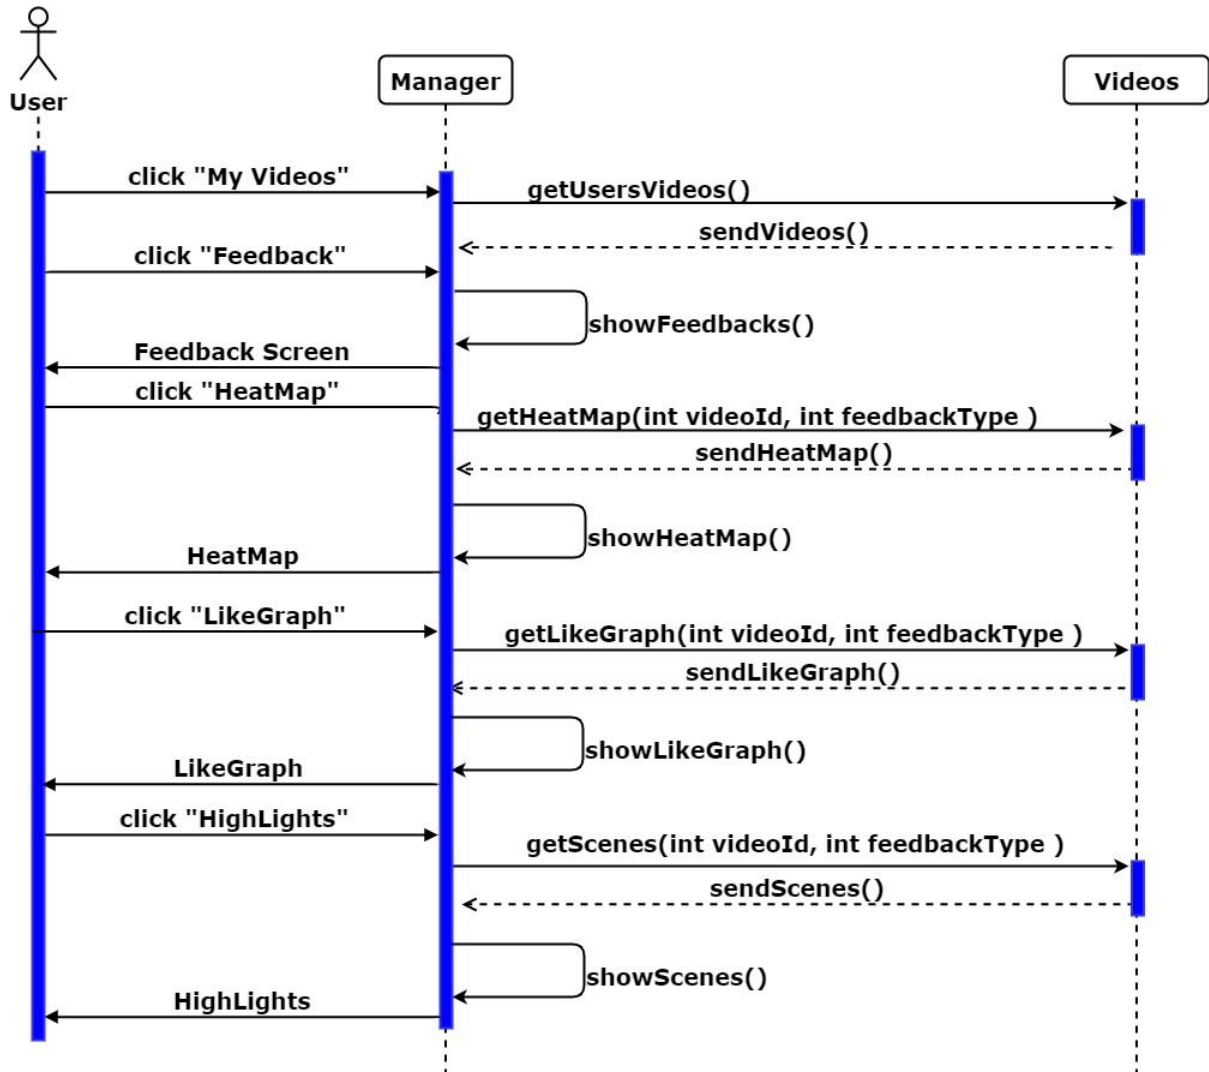 User
Manager
Videos
click "My Videos"
getUsersVideos()
sendVideos()
click "Feedback"
showFeedbacks()
Feedback Screen
click "HeatMap"
getHeatMap(int videoId, int feedbackType )
sendHeatMap()
showHeatMap()
HeatMap
click "LikeGraph"
getLikeGraph(int videoId, int feedbackType )
sendLikeGraph()
showLikeGraph()
LikeGraph
click "HighLights"
getScenes(int videoId, int feedbackType )
sendScenes()
showScenes()
HighLights